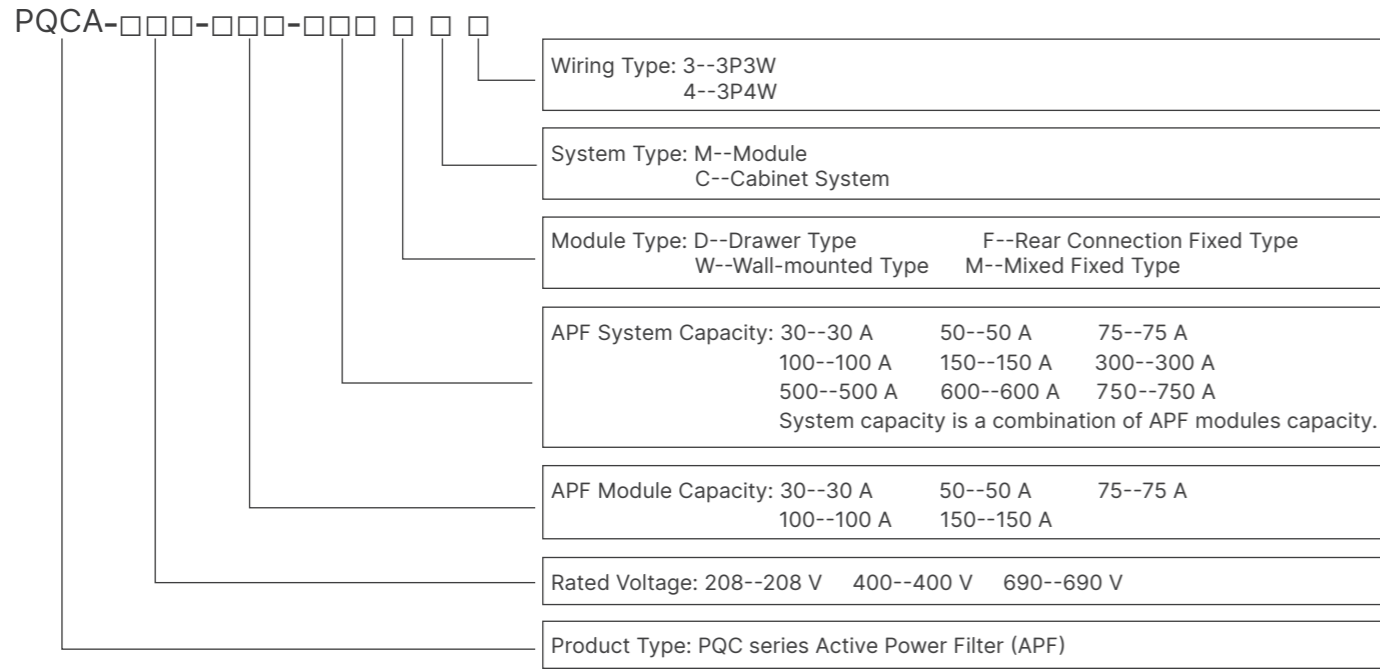 PQCA-□□□-□□□-□□□ □ □ □
Wiring Type: 3--3P3W
4--3P4W
System Type: M--Module
C--Cabinet System
Module Type: D--Drawer Type F--Rear Connection Fixed Type
W--Wall-mounted Type M--Mixed Fixed Type
APF System Capacity: 30--30 A 50--50 A 75--75 A
100--100 A 150--150 A 300--300 A
500--500 A 600--600 A 750--750 A
System capacity is a combination of APF modules capacity.
APF Module Capacity: 30--30 A 50--50 A 75--75 A
100--100 A 150--150 A
Rated Voltage: 208--208 V 400--400 V 690--690 V
Product Type: PQC series Active Power Filter (APF)